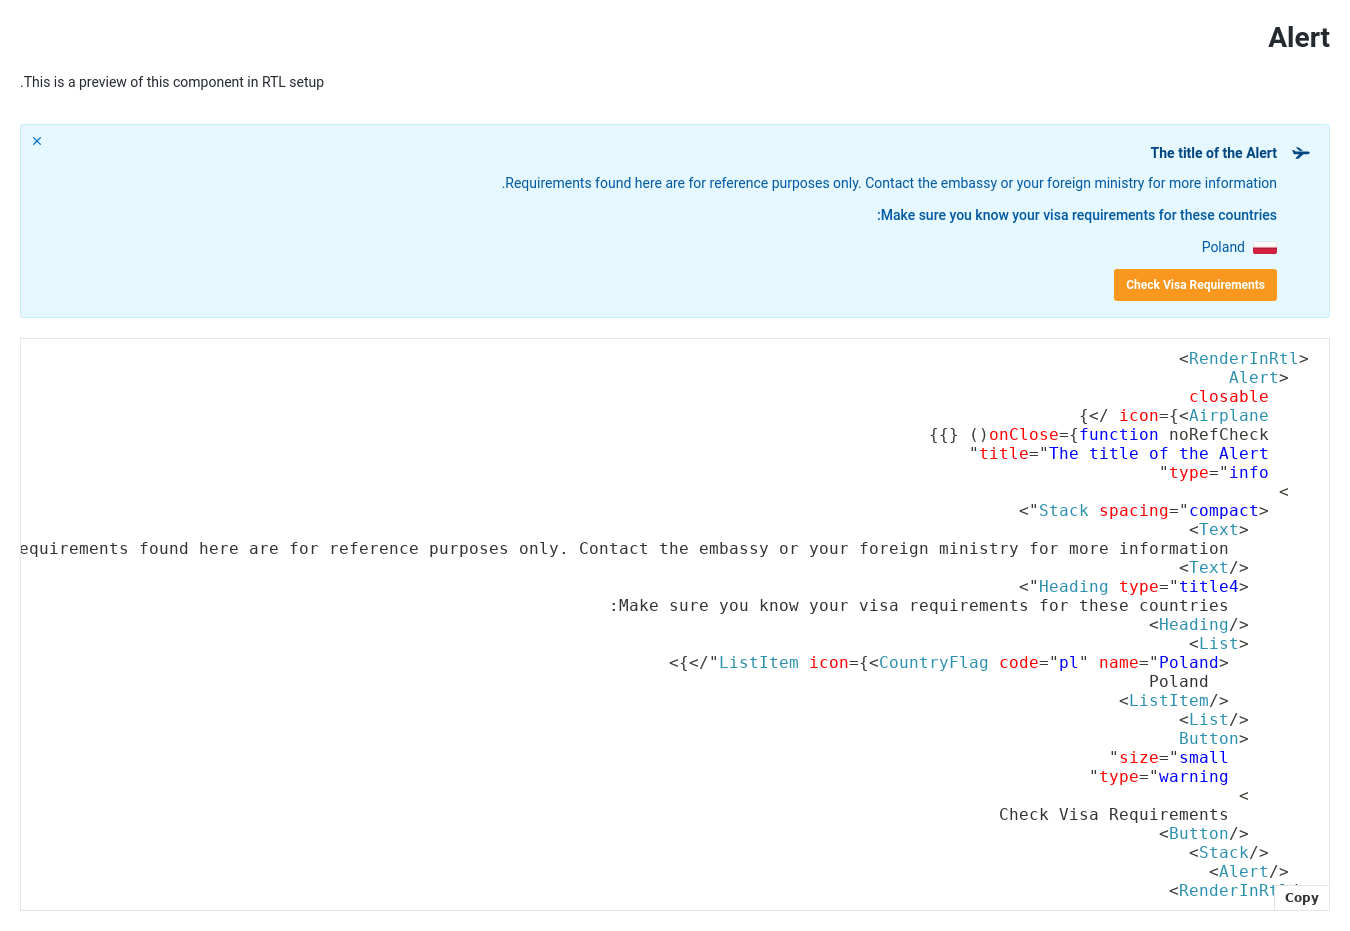 Alert
.This is a preview of this component in RTL setup
The title of the Alert
.Requirements found here are for reference purposes only. Contact the embassy or your foreign ministry for more information
:Make sure you know your visa requirements for these countries
Poland
Check Visa Requirements
<RenderInRtl>
Alert>
closable
{</ icon={<Airplane
{{} ()onClose={function noRefCheck
"title="The title of the Alert
"type="info
<
<"Stack spacing="compact>
<Text>
equirements found here are for reference purposes only. Contact the embassy or your foreign ministry for more information
<Text/>
<"Heading type="title4>
:Make sure you know your visa requirements for these countries
<Heading/>
<List>
<{</"ListItem icon={<CountryFlag code="pl" name="Poland>
Poland
<ListItem/>
<List/>
Button>
"size="small
"type="warning
<
Check Visa Requirements
<Button/>
<Stack/>
<Alert/>
<RenderInRtl
Copy